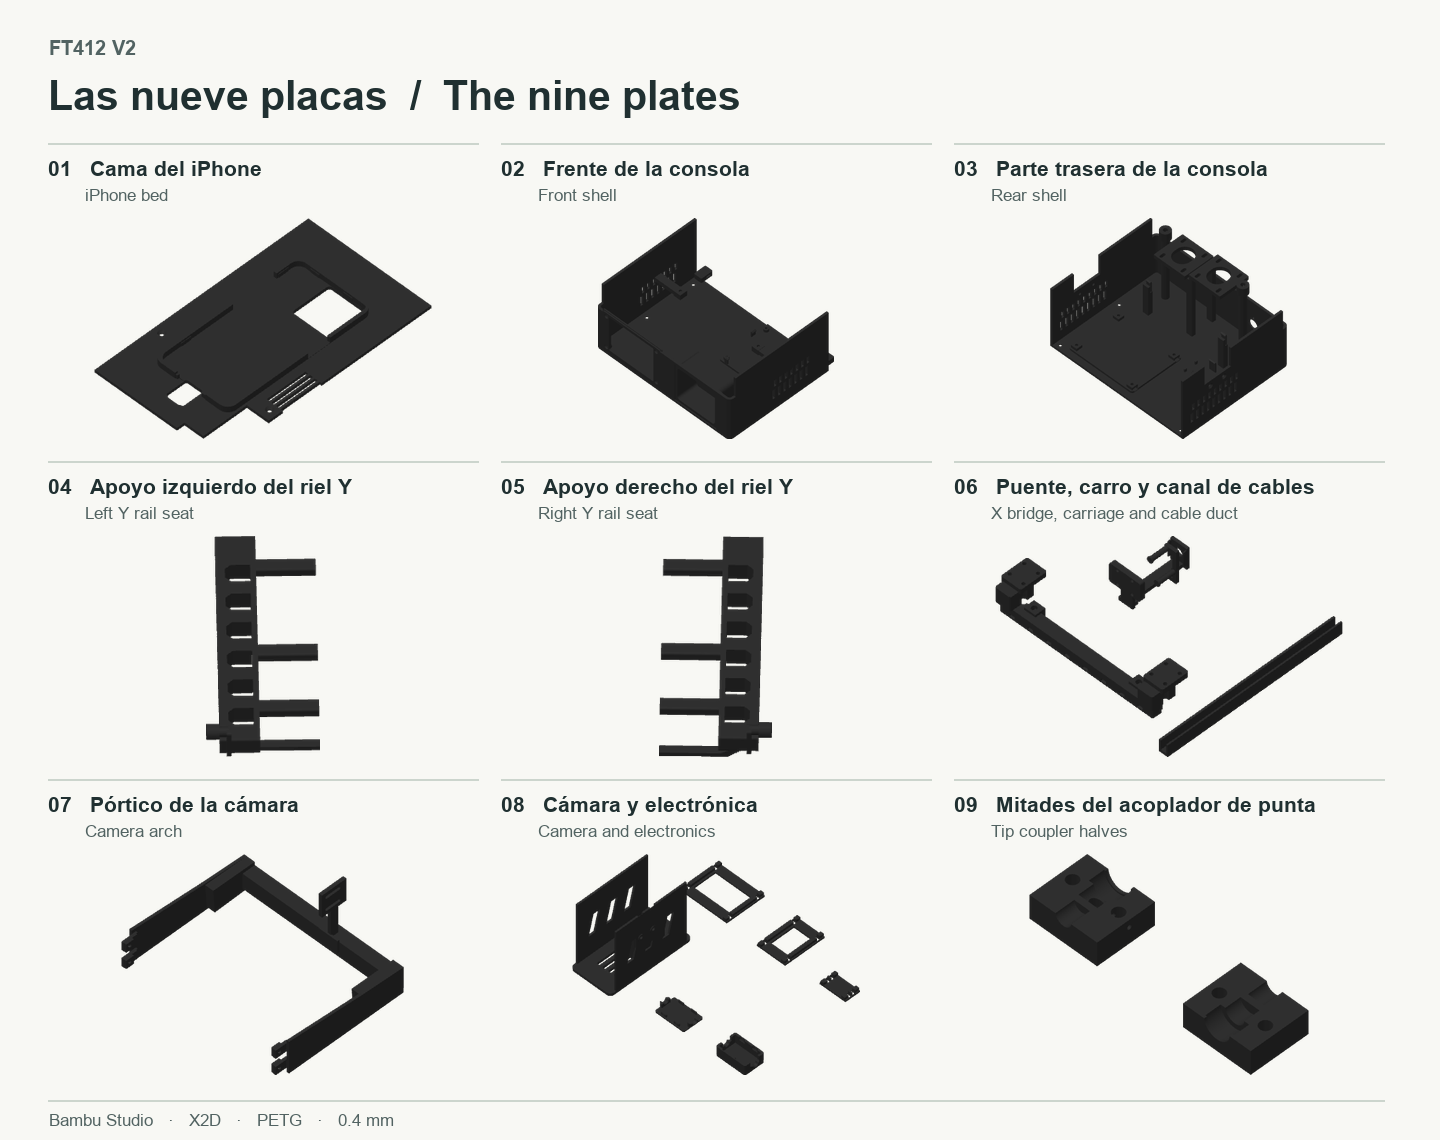 FT412 V2
Las nueve placas / The nine plates
01 Cama del iPhone
iPhone bed
02 Frente de la consola
Front shell
03 Parte trasera de la consola
Rear shell
04 Apoyo izquierdo del riel Y
Left Y rail seat
05 Apoyo derecho del riel Y
Right Y rail seat
06 Puente, carro y canal de cables
X bridge, carriage and cable duct
07 Pórtico de la cámara
Camera arch
08 Cámara y electrónica
Camera and electronics
09 Mitades del acoplador de punta
Tip coupler halves
Bambu Studio · X2D · PETG · 0.4 mm